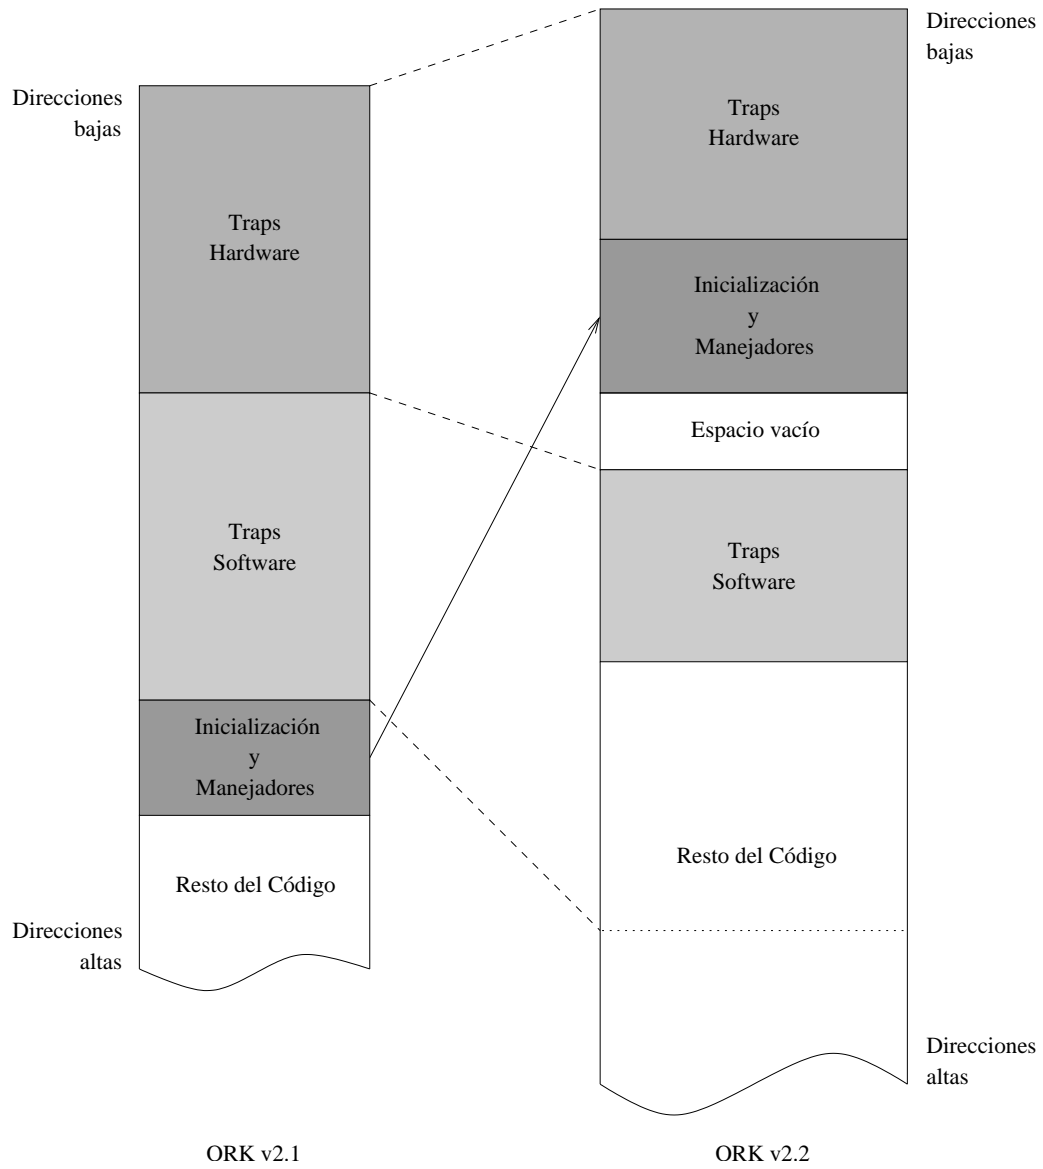 Direcciones
bajas
Traps
Hardware
Traps
Software
Inicialización
y
Manejadores
Resto del Código
Direcciones
altas
ORK v2.1
Direcciones
bajas
Traps
Hardware
Inicialización
y
Manejadores
Espacio vacío
Traps
Software
Resto del Código
Direcciones
altas
ORK v2.2